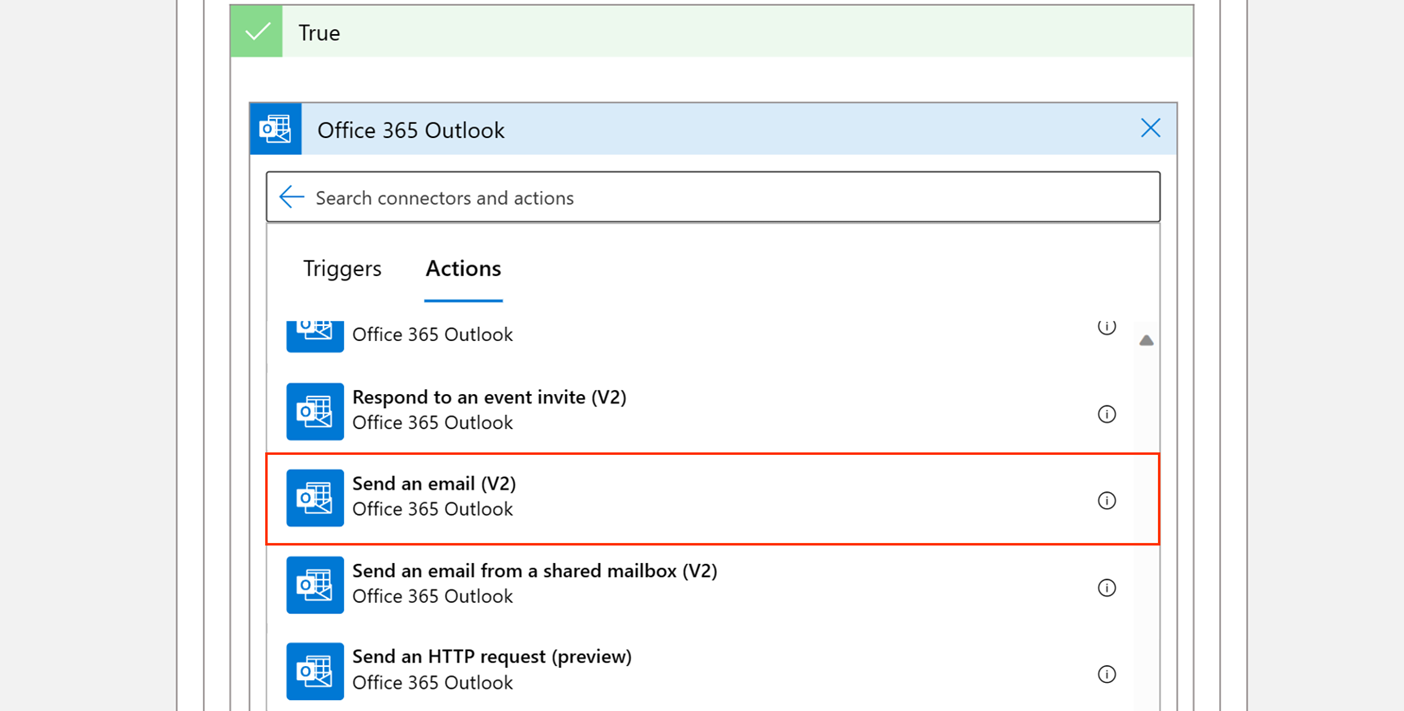 True
Office 365 Outlook
Search connectors and actions
Triggers Actions
Office 365 Outlook
Respond to an event invite (V2)
Office 365 Outlook
Send an email (V2)
Office 365 Outlook
Send an email from a shared mailbox (V2)
Office 365 Outlook
Send an HTTP request (preview)
Office 365 Outlook